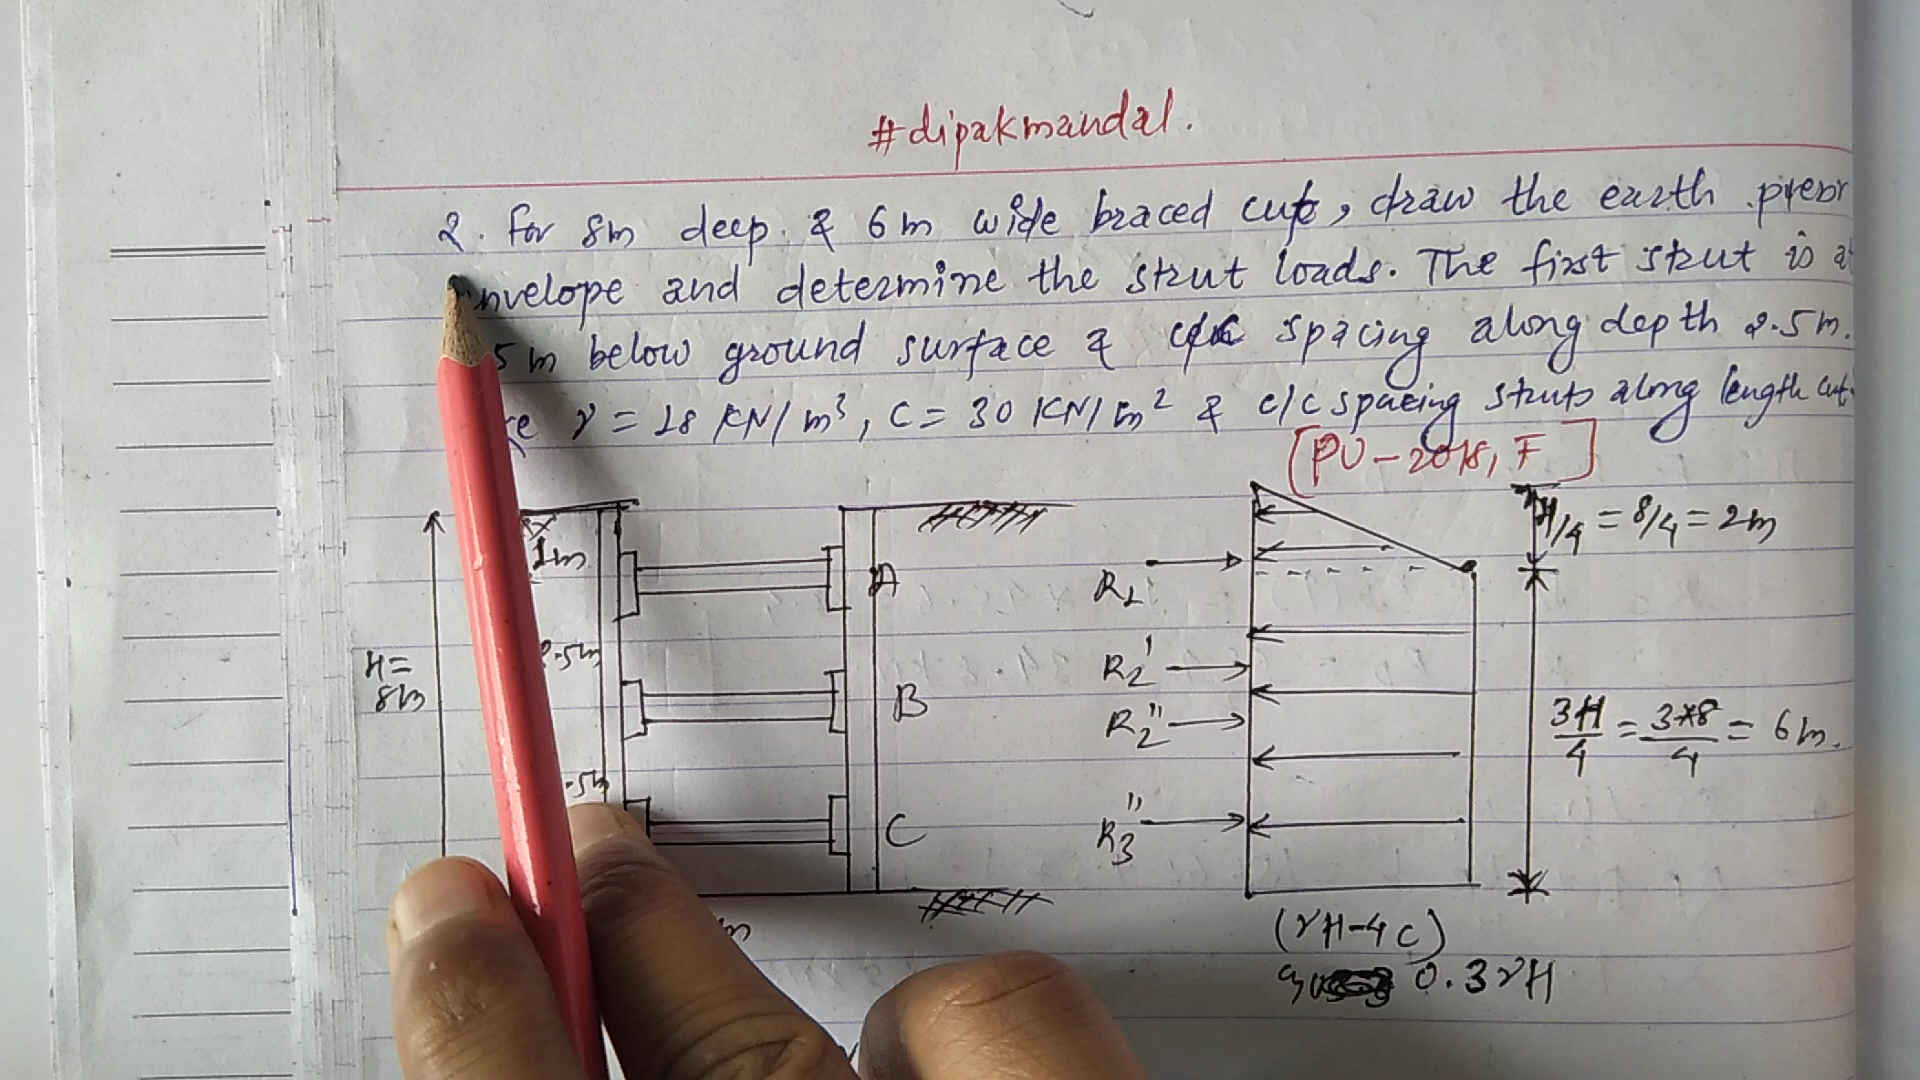 #dipakmandal.
2. For 8m deep & 6m wide braced cut, draw the earth
nvelope and determine the strut loads. The first strut is
5m below ground surface & c/c spacing along depth 2.5m.
γ = 18 KN/m³, C = 30 KN/m² & c/c spacing struts along length cut
[PU-2018, F]
H/4 = 8/4 = 2m
1m
A
R1
H=
8m
R2'
B
R2"
3H/4 = 3*8/4 = 6m.
C
R3"
(γH-4C)
0.3γH